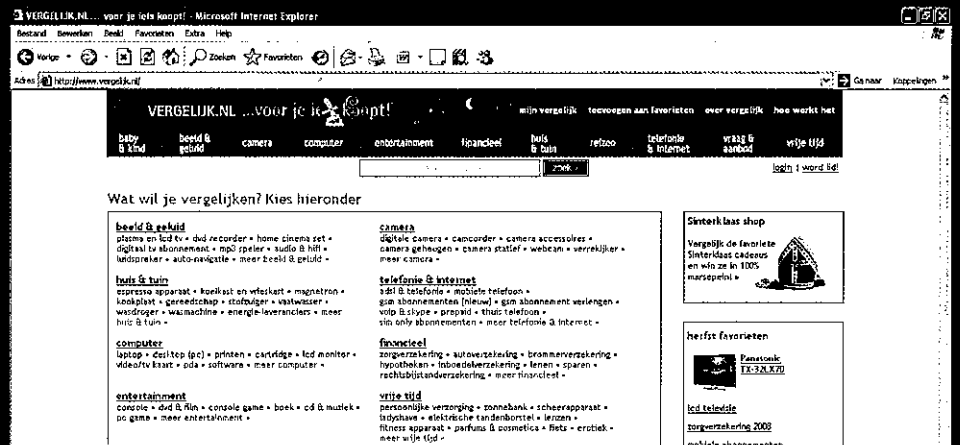 VERGELIJK.NL.... voor je iets koopt! - Microsoft Internet Explorer
Bestand Bewerken Beeld Favorieten Extra Help
Vorige Zoeken Favorieten
Adres http://www.vergelijk.nl/ Ga naar Koppelingen »
VERGELIJK.NL ...voor je iets koopt!
mijn vergelijk toevoegen aan favorieten over vergelijk hoe werkt het
baby & kind beeld & geluid camera computer entertainment financieel huis & tuin reizen telefonie & internet vraag & aanbod vrije tijd
zoek »
login | word lid!
Wat wil je vergelijken? Kies hieronder
beeld & geluid
plasma en lcd tv • dvd recorder • home cinema set •
digitaal tv abonnement • mp3 speler • audio & hifi •
luidspreker • auto-navigatie • meer beeld & geluid »
camera
digitale camera • camcorder • camera accessoires •
camera geheugen • camera statief • webcam • verrekijker •
meer camera »
huis & tuin
espresso apparaat • koelkast en vrieskast • magnetron •
kookplaat • gereedschap • stofzuiger • vaatwasser •
wasdroger • wasmachine • energie-leveranciers • meer
huis & tuin »
telefonie & internet
adsl & telefonie • mobiele telefoon •
gsm abonnementen (nieuw) • gsm abonnement verlengen •
voip & skype • prepaid • thuis telefoon •
sim only abonnementen • meer telefonie & internet »
computer
laptop • desktop (pc) • printen • cartridge • lcd monitor •
video/tv kaart • pda • software • meer computer »
financieel
zorgverzekering • autoverzekering • brommerverzekering •
hypotheken • inboedelverzekering • lenen • sparen •
rechtsbijstandverzekering • meer financieel »
entertainment
console • dvd & film • console game • boek • cd & muziek •
pc game • meer entertainment »
vrije tijd
persoonlijke verzorging • zonnebank • scheerapparaat •
ladyshave • elektrische tandenborstel • lenzen •
fitness apparaat • parfums & cosmetica • fiets • erotiek •
meer vrije tijd »
Sinterklaas shop
Vergelijk de favoriete
Sinterklaas cadeaus
en win ze in 100%
marsepein! »
herfst favorieten
Panasonic
TX-32LX70
lcd televisie
zorgverzekering 2008
mobiele abonnementen